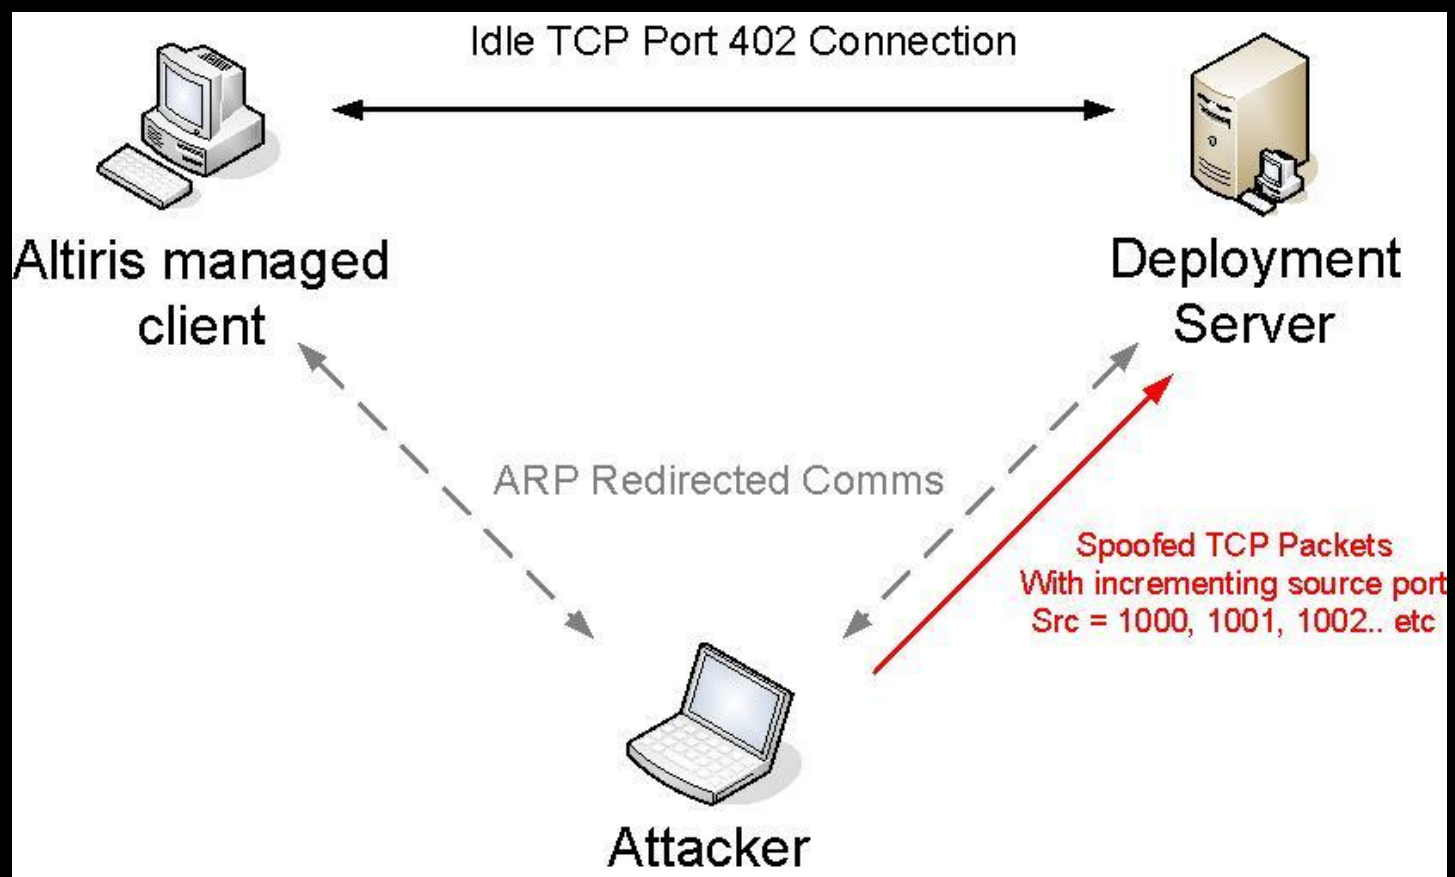 Idle TCP Port 402 Connection
Altiris managed
client
Deployment
Server
ARP Redirected Comms
Spoofed TCP Packets
With incrementing source port
Src = 1000, 1001, 1002.. etc
Attacker